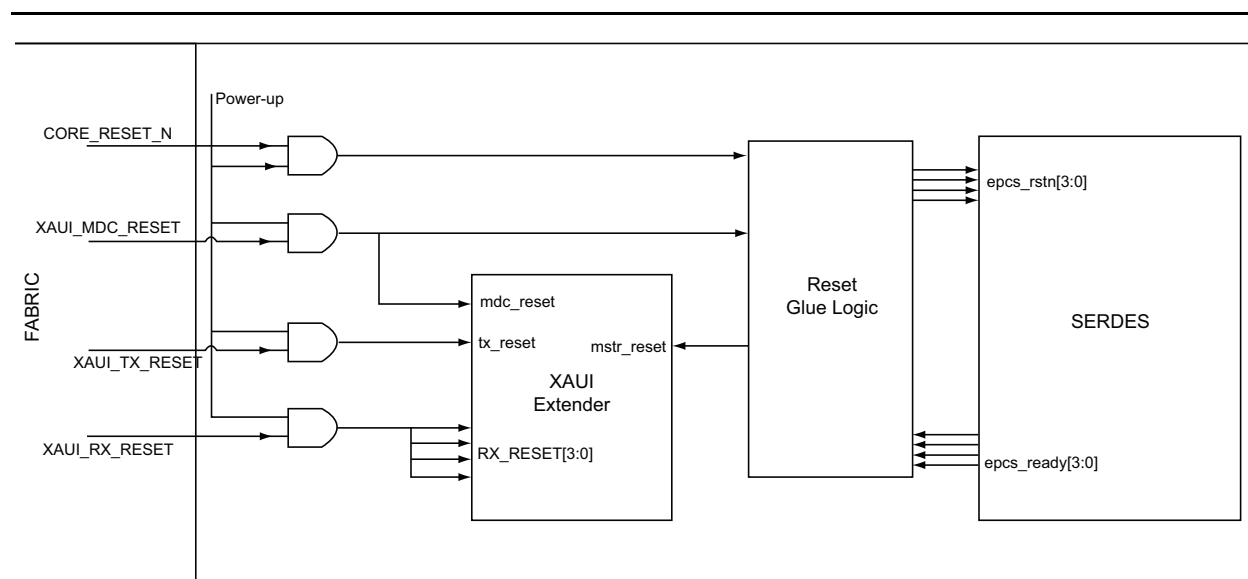 Power-up
CORE_RESET_N
epcs_rstn[3:0]
XAUI_MDC_RESET
FABRIC
Reset
Glue Logic
mdc_reset
SERDES
tx_reset
mstr_reset
XAUI_TX_RESET
XAUI
Extender
XAUI_RX_RESET
RX_RESET[3:0]
epcs_ready[3:0]